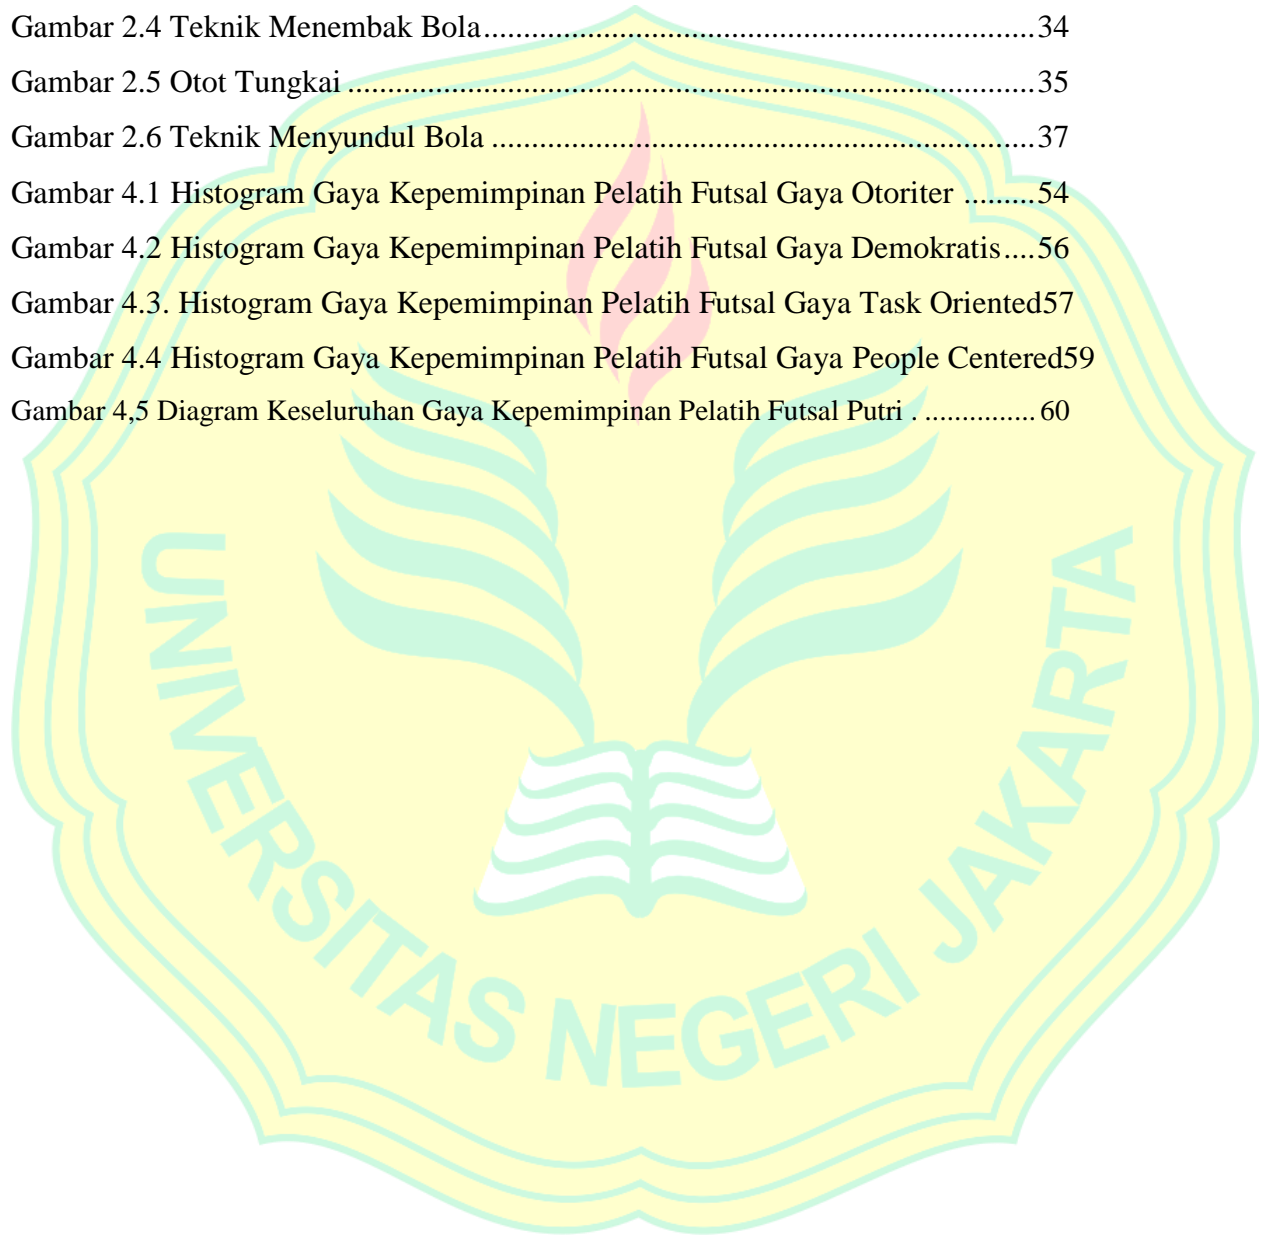 Gambar 2.4 Teknik Menembak Bola.....................................................................34
Gambar 2.5 Otot Tungkai......................................................................................35
Gambar 2.6 Teknik Menyundul Bola ....................................................................37
Gambar 4.1 Histogram Gaya Kepemimpinan Pelatih Futsal Gaya Otoriter .........54
Gambar 4.2 Histogram Gaya Kepemimpinan Pelatih Futsal Gaya Demokratis....56
Gambar 4.3. Histogram Gaya Kepemimpinan Pelatih Futsal Gaya Task Oriented57
Gambar 4.4 Histogram Gaya Kepemimpinan Pelatih Futsal Gaya People Centered59
Gambar 4,5 Diagram Keseluruhan Gaya Kepemimpinan Pelatih Futsal Putri . ............... 60
UNIVERSITAS NEGERI JAKARTA